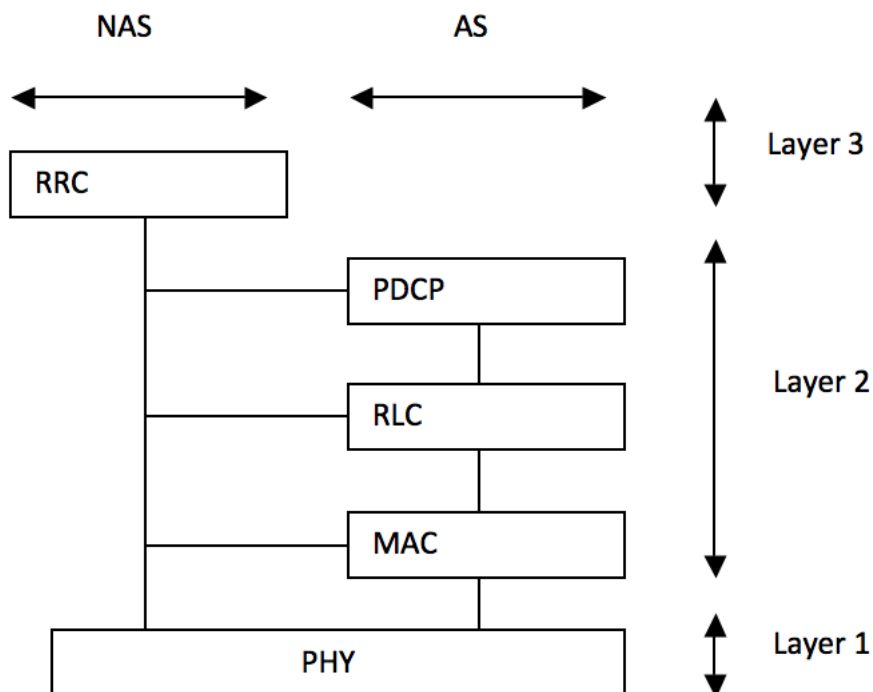 NAS AS
Layer 3
RRC
PDCP
Layer 2
RLC
MAC
Layer 1
PHY